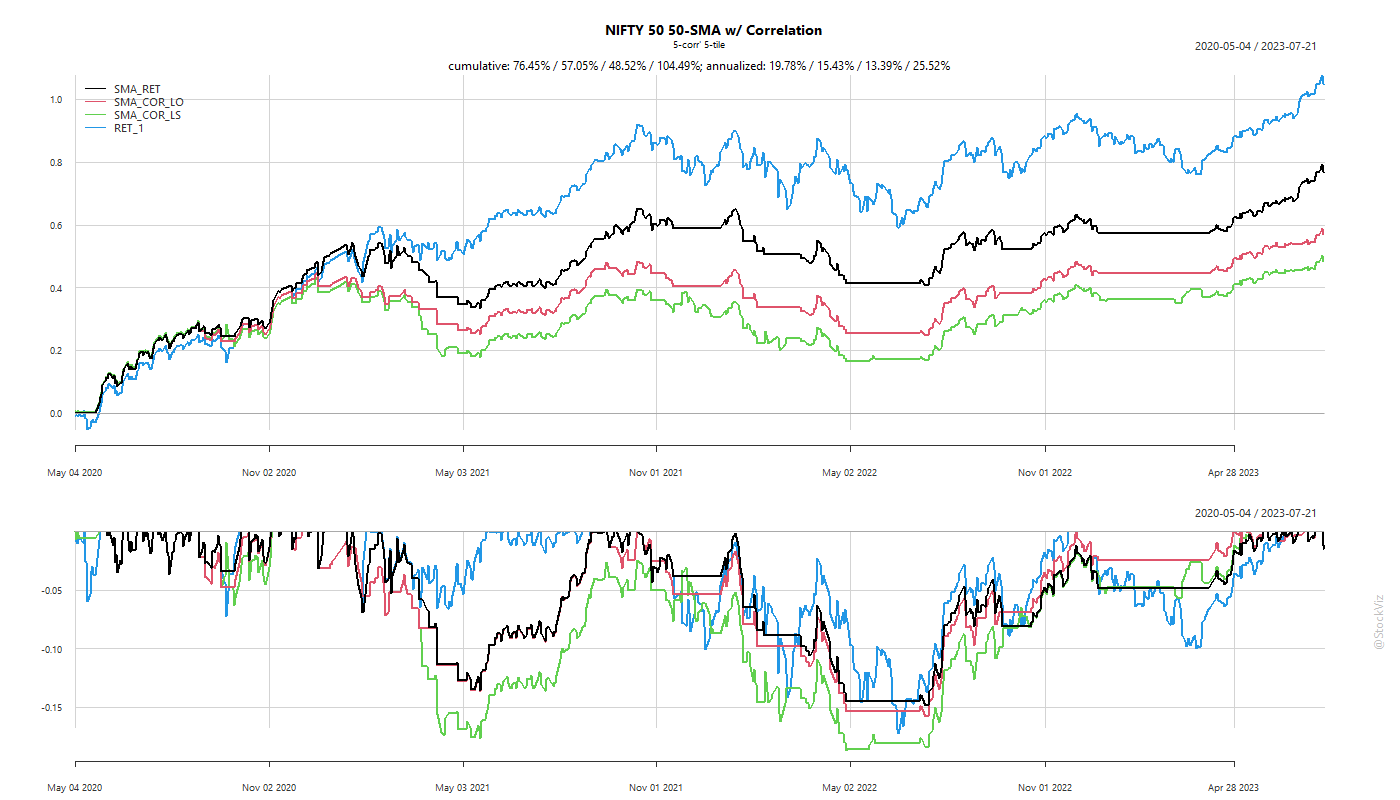 NIFTY 50 50-SMA w/ Correlation
5-corr' 5-tile
2020-05-04 / 2023-07-21
cumulative: 76.45% / 57.05% / 48.52% / 104.49%; annualized: 19.78% / 15.43% / 13.39% / 25.52%
SMA_RET
SMA_COR_LO
SMA_COR_LS
RET_1
1.0
0.8
0.6
0.4
0.2
0.0
May 04 2020 Nov 02 2020 May 03 2021 Nov 01 2021 May 02 2022 Nov 01 2022 Apr 28 2023
2020-05-04 / 2023-07-21
-0.05
-0.10
-0.15
@StockViz
May 04 2020 Nov 02 2020 May 03 2021 Nov 01 2021 May 02 2022 Nov 01 2022 Apr 28 2023